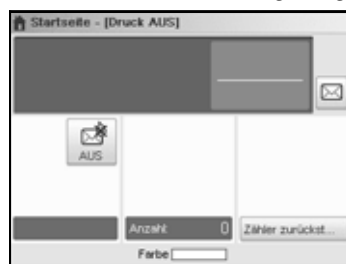 Startseite - [Druck AUS]
AUS
Anzahl 0
Zähler zurückst...
Farbe